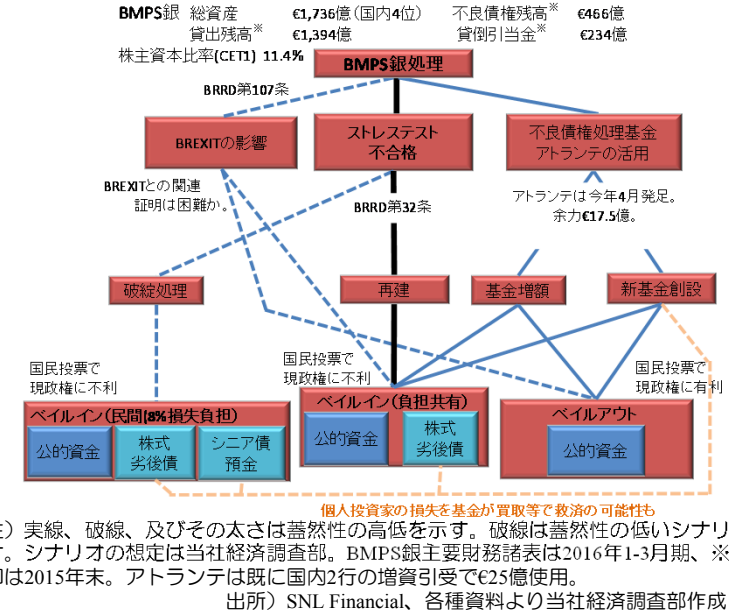 BMPS銀 総資産 €1,736億(国内4位) 不良債権残高※ €466億
貸出残高※ €1,394億 貸倒引当金※ €234億
株主資本比率(CET1) 11.4%
BMPS銀処理
BRRD第107条
BREXITの影響
ストレステスト
不合格
不良債権処理基金
アトランテの活用
BREXITとの関連
証明は困難か。
BRRD第32条
アトランテは今年4月発足。
余力€17.5億。
破綻処理
再建
基金増額
新基金創設
国民投票で
現政権に不利
国民投票で
現政権に不利
国民投票で
現政権に有利
ベイルイン(民間8%損失負担)
公的資金
株式
劣後債
シニア債
預金
ベイルイン(負担共有)
公的資金
株式
劣後債
ベイルアウト
公的資金
個人投資家の損失を基金が買取等で救済の可能性も
)実線、破線、及びその太さは蓋然性の高低を示す。破線は蓋然性の低いシナリ
す。シナリオの想定は当社経済調査部。BMPS銀主要財務諸表は2016年1-3月期、※
は2015年末。アトランテは既に国内2行の増資引受で€25億使用。
出所)SNL Financial、各種資料より当社経済調査部作成